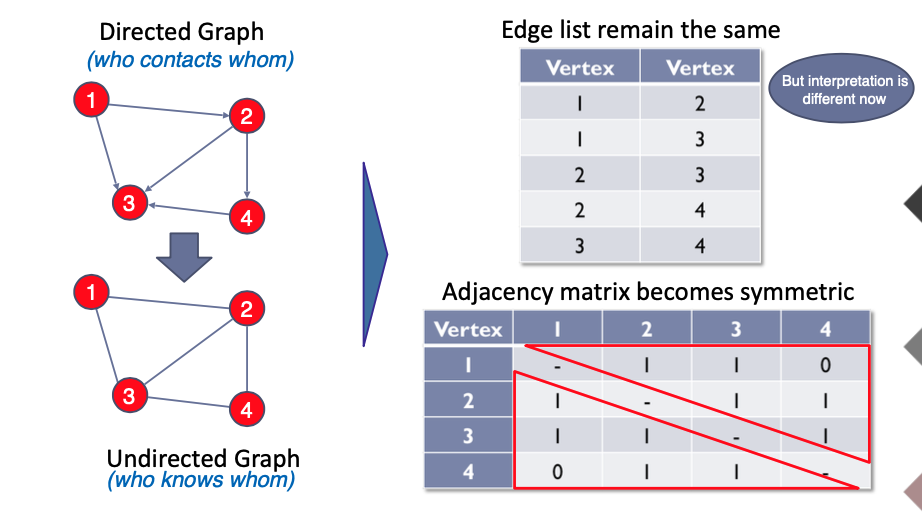 Directed Graph
(who contacts whom)
1
2
3
4
1
2
3
4
Undirected Graph
(who knows whom)
Edge list remain the same
Vertex Vertex
1 2
1 3
2 3
2 4
3 4
But interpretation is
different now
Adjacency matrix becomes symmetric
Vertex 1 2 3 4
1 - 1 1 0
2 1 - 1 1
3 1 1 - 1
4 0 1 1 -